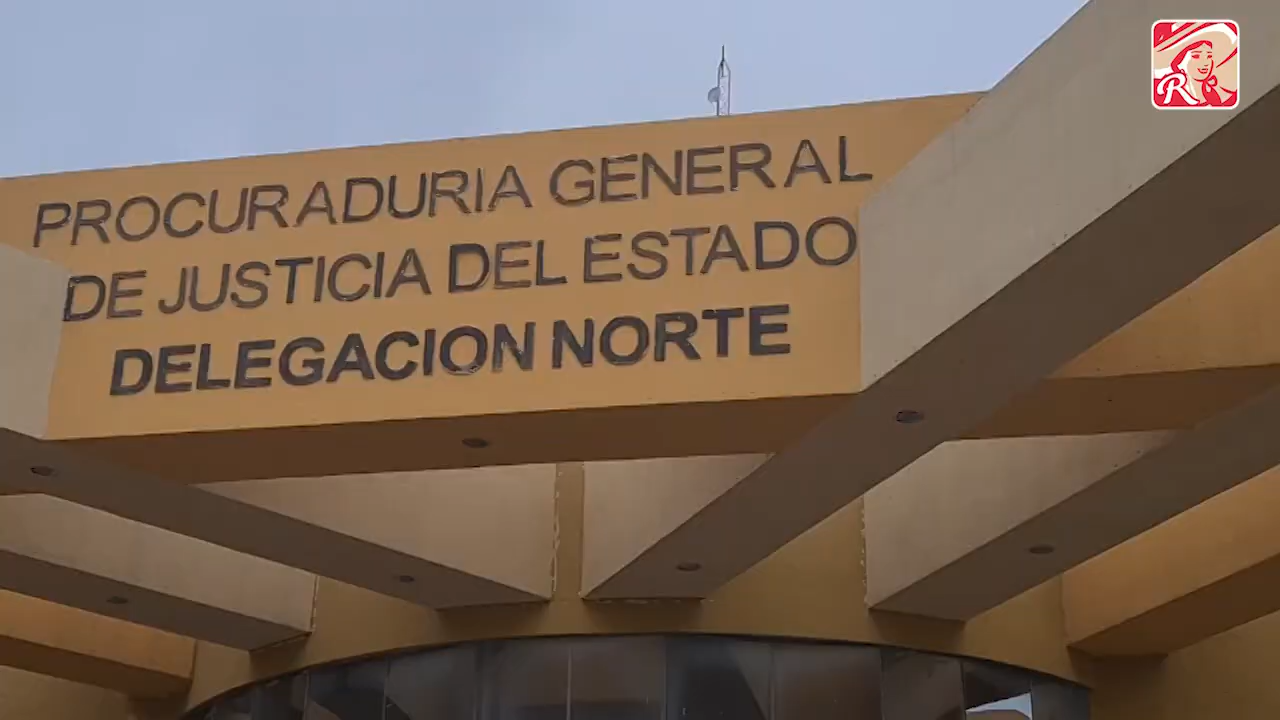 PROCURADURIA GENERAL
DE JUSTICIA DEL ESTADO
DELEGACION NORTE
R